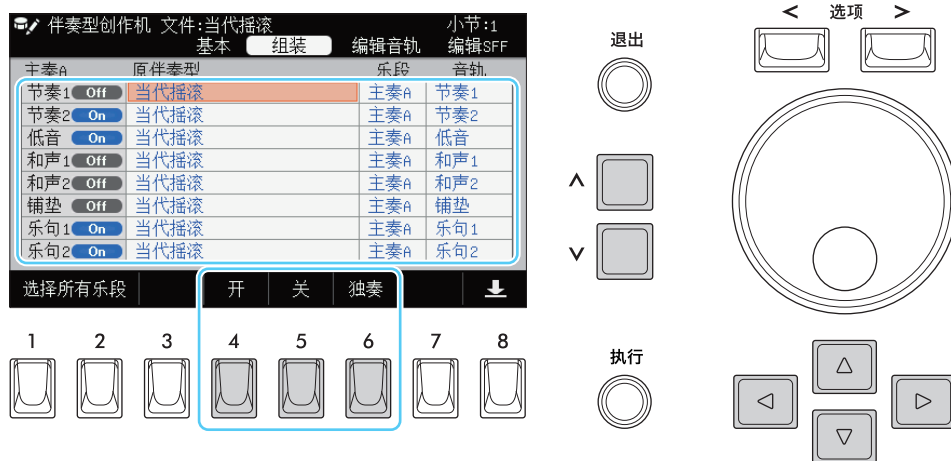 伴奏型创作机 文件:当代摇滚 小节:1
基本 组装 编辑音轨 编辑SFF
主奏A 原伴奏型 乐段 音轨
节奏1 Off 当代摇滚 主奏A 节奏1
节奏2 On 当代摇滚 主奏A 节奏2
低音 On 当代摇滚 主奏A 低音
和声1 Off 当代摇滚 主奏A 和声1
和声2 Off 当代摇滚 主奏A 和声2
铺垫 Off 当代摇滚 主奏A 铺垫
乐句1 On 当代摇滚 主奏A 乐句1
乐句2 On 当代摇滚 主奏A 乐句2
选择所有乐段 开 关 独奏
1 2 3 4 5 6 7 8
退出
执行
< 选项 >